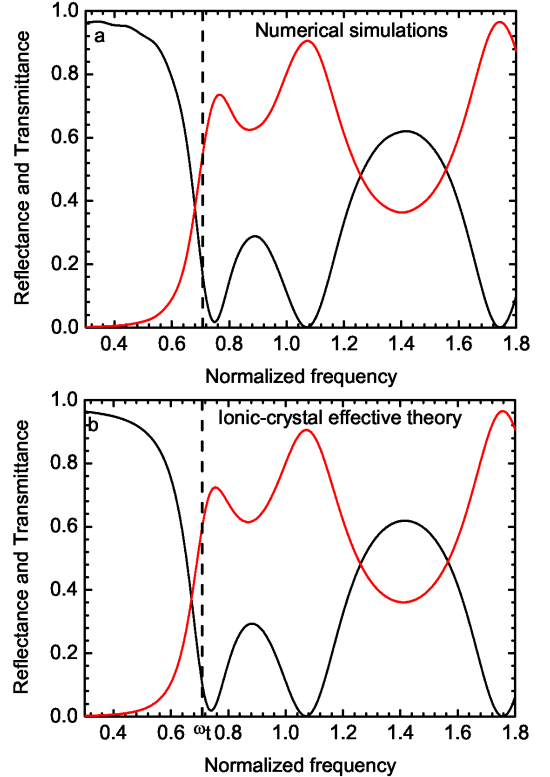 a
Numerical simulations
Reflectance and Transmittance
1.0
0.8
0.6
0.4
0.2
0.0
0.4 0.6 0.8 1.0 1.2 1.4 1.6 1.8
Normalized frequency
b
Ionic-crystal effective theory
Reflectance and Transmittance
1.0
0.8
0.6
0.4
0.2
0.0
0.4 0.6 ωt 0.8 1.0 1.2 1.4 1.6 1.8
Normalized frequency